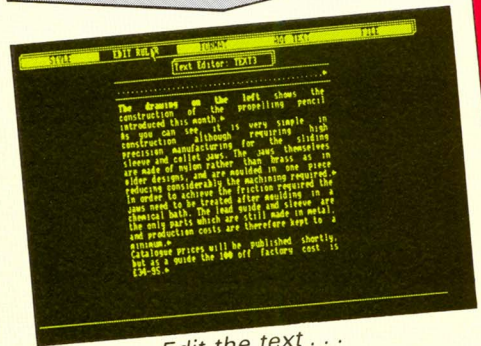 STYLE EDIT RULER FORMAT ADD TEXT FILE
Text Editor: TEXT3
The drawing on the left shows the
construction of the propelling pencil
introduced this month.
As you can see, it is very simple in
construction although requiring high
precision manufacturing for the sliding
sleeve and collet jaws. The jaws themselves
are made of nylon rather than brass, as in
older designs, and are moulded in one piece
reducing considerably the machining required.
In order to achieve the friction required the
jaws need to be treated after moulding in a
chemical bath. The lead guide and sleeve, are
the only parts which are still made in metal,
and production costs are therefore kept to a
minimum.
Catalogue prices will be published shortly,
but as a guide the 100 off factory cost is
£34-95.
Edit the text . . .